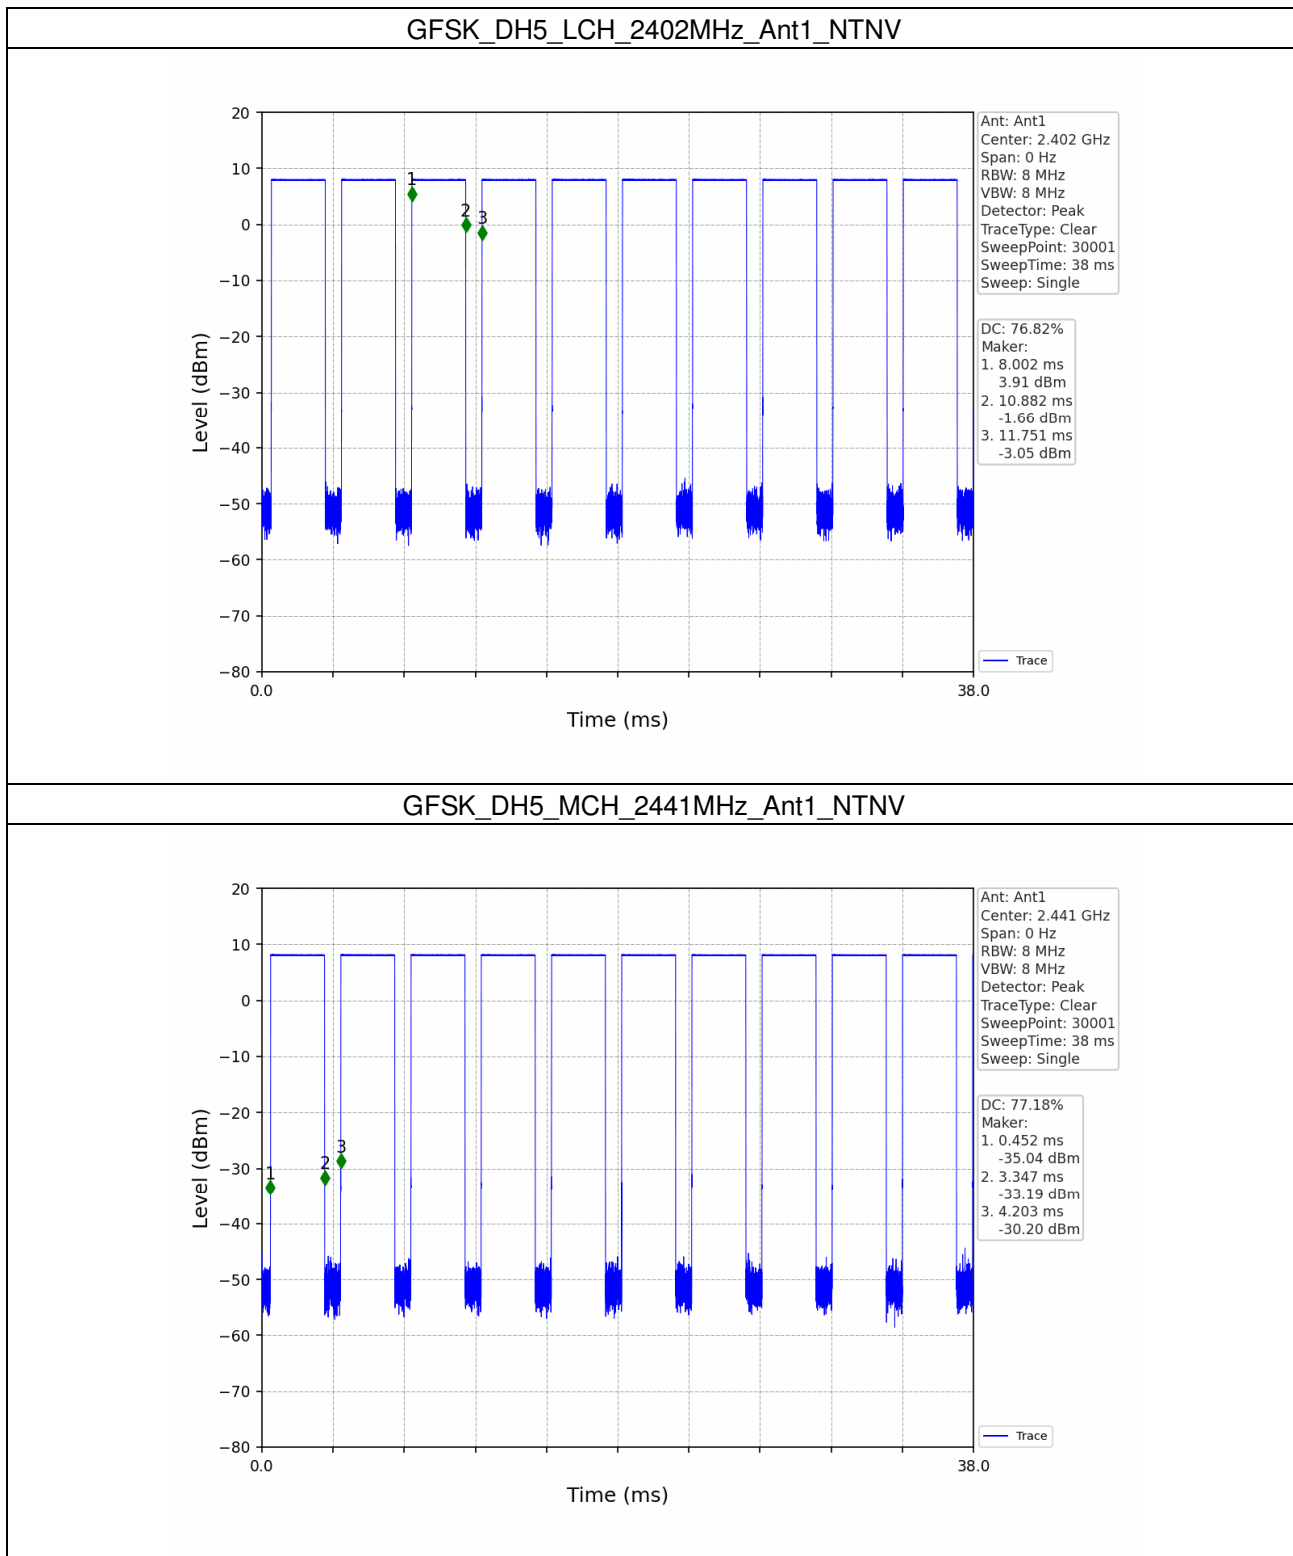 GFSK_DH5_LCH_2402MHz_Ant1_NTNV
20
10
0
−10
−20
−30
−40
−50
−60
−70
−80
Level (dBm)
1
2
3
0.0
38.0
Time (ms)
Ant: Ant1
Center: 2.402 GHz
Span: 0 Hz
RBW: 8 MHz
VBW: 8 MHz
Detector: Peak
TraceType: Clear
SweepPoint: 30001
SweepTime: 38 ms
Sweep: Single
DC: 76.82%
Maker:
1. 8.002 ms
3.91 dBm
2. 10.882 ms
-1.66 dBm
3. 11.751 ms
-3.05 dBm
Trace
GFSK_DH5_MCH_2441MHz_Ant1_NTNV
20
10
0
−10
−20
−30
−40
−50
−60
−70
−80
Level (dBm)
1
2
3
0.0
38.0
Time (ms)
Ant: Ant1
Center: 2.441 GHz
Span: 0 Hz
RBW: 8 MHz
VBW: 8 MHz
Detector: Peak
TraceType: Clear
SweepPoint: 30001
SweepTime: 38 ms
Sweep: Single
DC: 77.18%
Maker:
1. 0.452 ms
-35.04 dBm
2. 3.347 ms
-33.19 dBm
3. 4.203 ms
-30.20 dBm
Trace